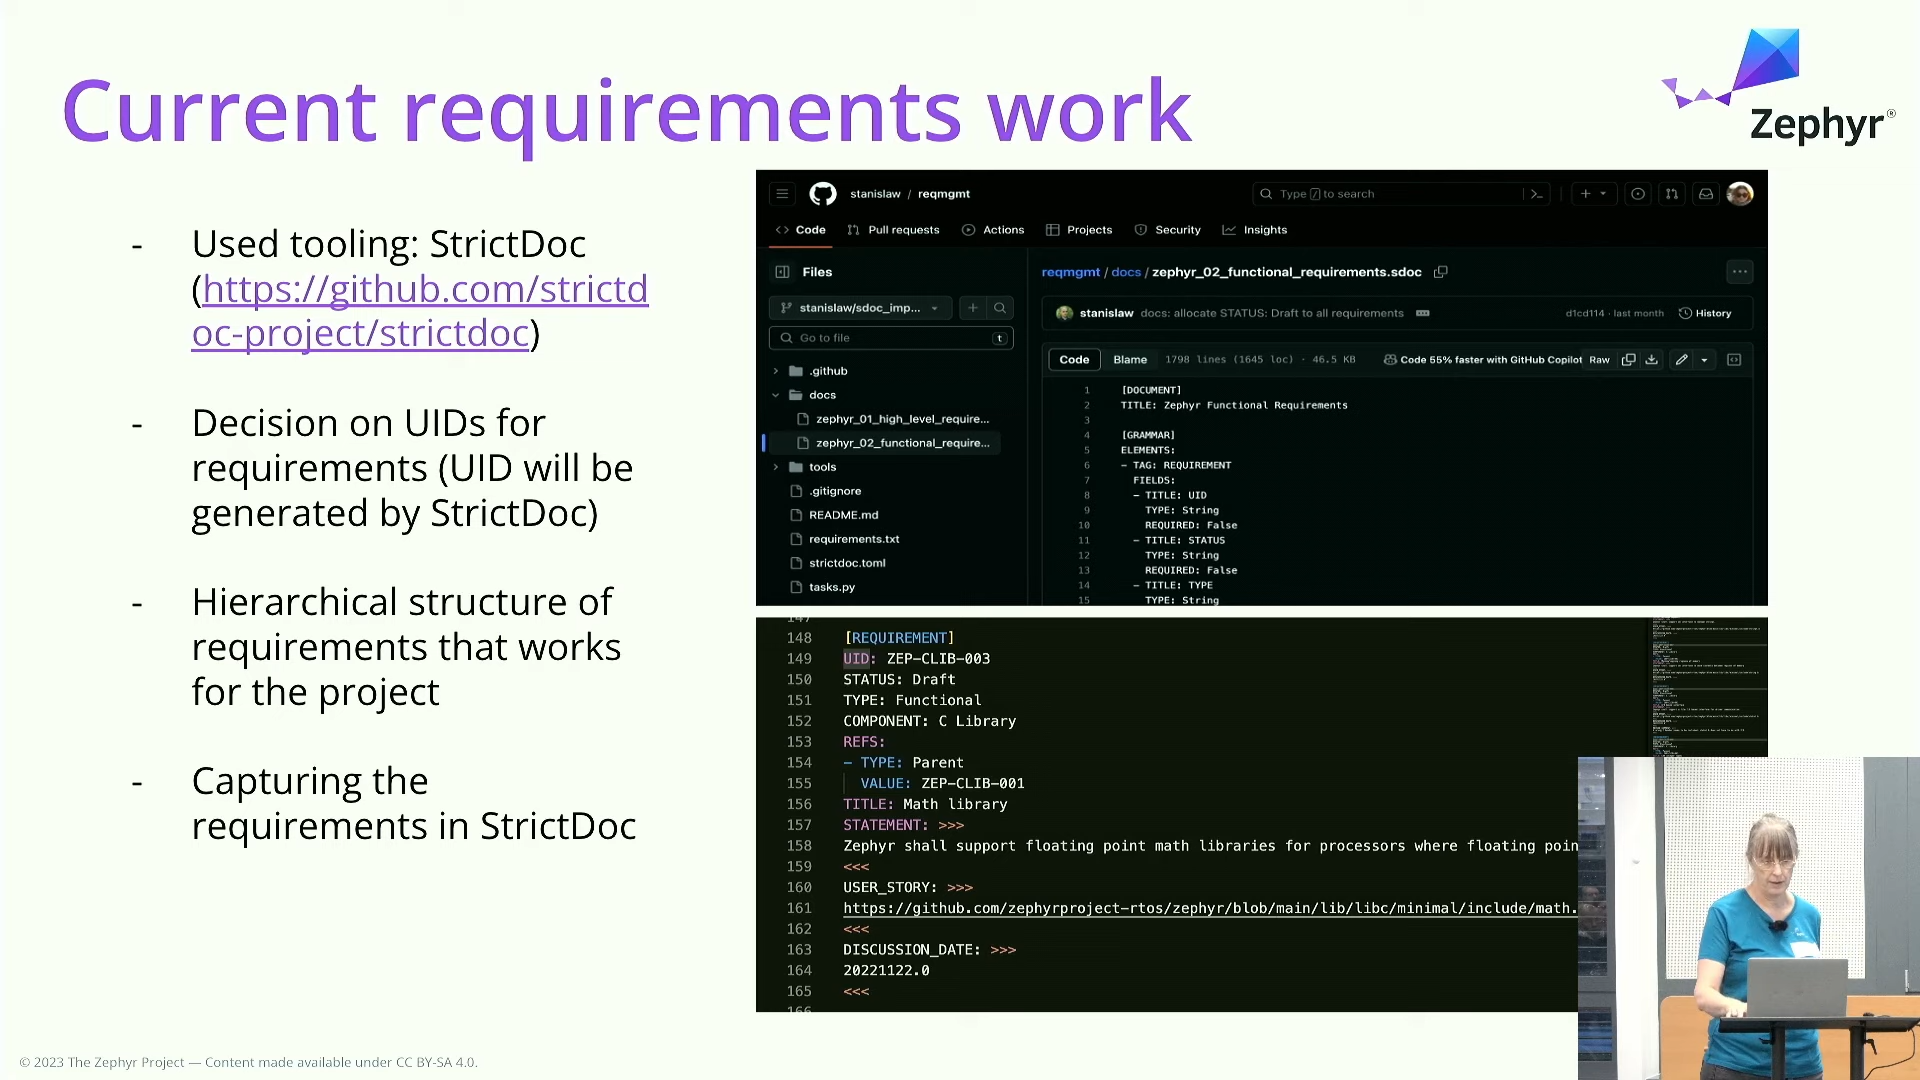 Current requirements work
Zephyr®
- Used tooling: StrictDoc
(https://github.com/strictd
oc-project/strictdoc)
- Decision on UIDs for
requirements (UID will be
generated by StrictDoc)
- Hierarchical structure of
requirements that works
for the project
- Capturing the
requirements in StrictDoc
stanislaw / reqmgmt
Type / to search
Code Pull requests Actions Projects Security Insights
Files
stanislaw/sdoc_imp...
Go to file t
.github
docs
zephyr_01_high_level_require...
zephyr_02_functional_require...
tools
.gitignore
README.md
requirements.txt
strictdoc.toml
tasks.py
reqmgmt / docs / zephyr_02_functional_requirements.sdoc
stanislaw docs: allocate STATUS: Draft to all requirements d1cd114 · last month History
Code Blame 1798 lines (1645 loc) · 46.5 KB Code 55% faster with GitHub Copilot Raw
1 [DOCUMENT]
2 TITLE: Zephyr Functional Requirements
3
4 [GRAMMAR]
5 ELEMENTS:
6 - TAG: REQUIREMENT
7 FIELDS:
8 - TITLE: UID
9 TYPE: String
10 REQUIRED: False
11 - TITLE: STATUS
12 TYPE: String
13 REQUIRED: False
14 - TITLE: TYPE
15 TYPE: String
147
148 [REQUIREMENT]
149 UID: ZEP-CLIB-003
150 STATUS: Draft
151 TYPE: Functional
152 COMPONENT: C Library
153 REFS:
154 - TYPE: Parent
155 VALUE: ZEP-CLIB-001
156 TITLE: Math library
157 STATEMENT: >>>
158 Zephyr shall support floating point math libraries for processors where floating poin
159 <<<
160 USER_STORY: >>>
161 https://github.com/zephyrproject-rtos/zephyr/blob/main/lib/libc/minimal/include/math.
162 <<<
163 DISCUSSION_DATE: >>>
164 20221122.0
165 <<<
166
© 2023 The Zephyr Project — Content made available under CC BY-SA 4.0.